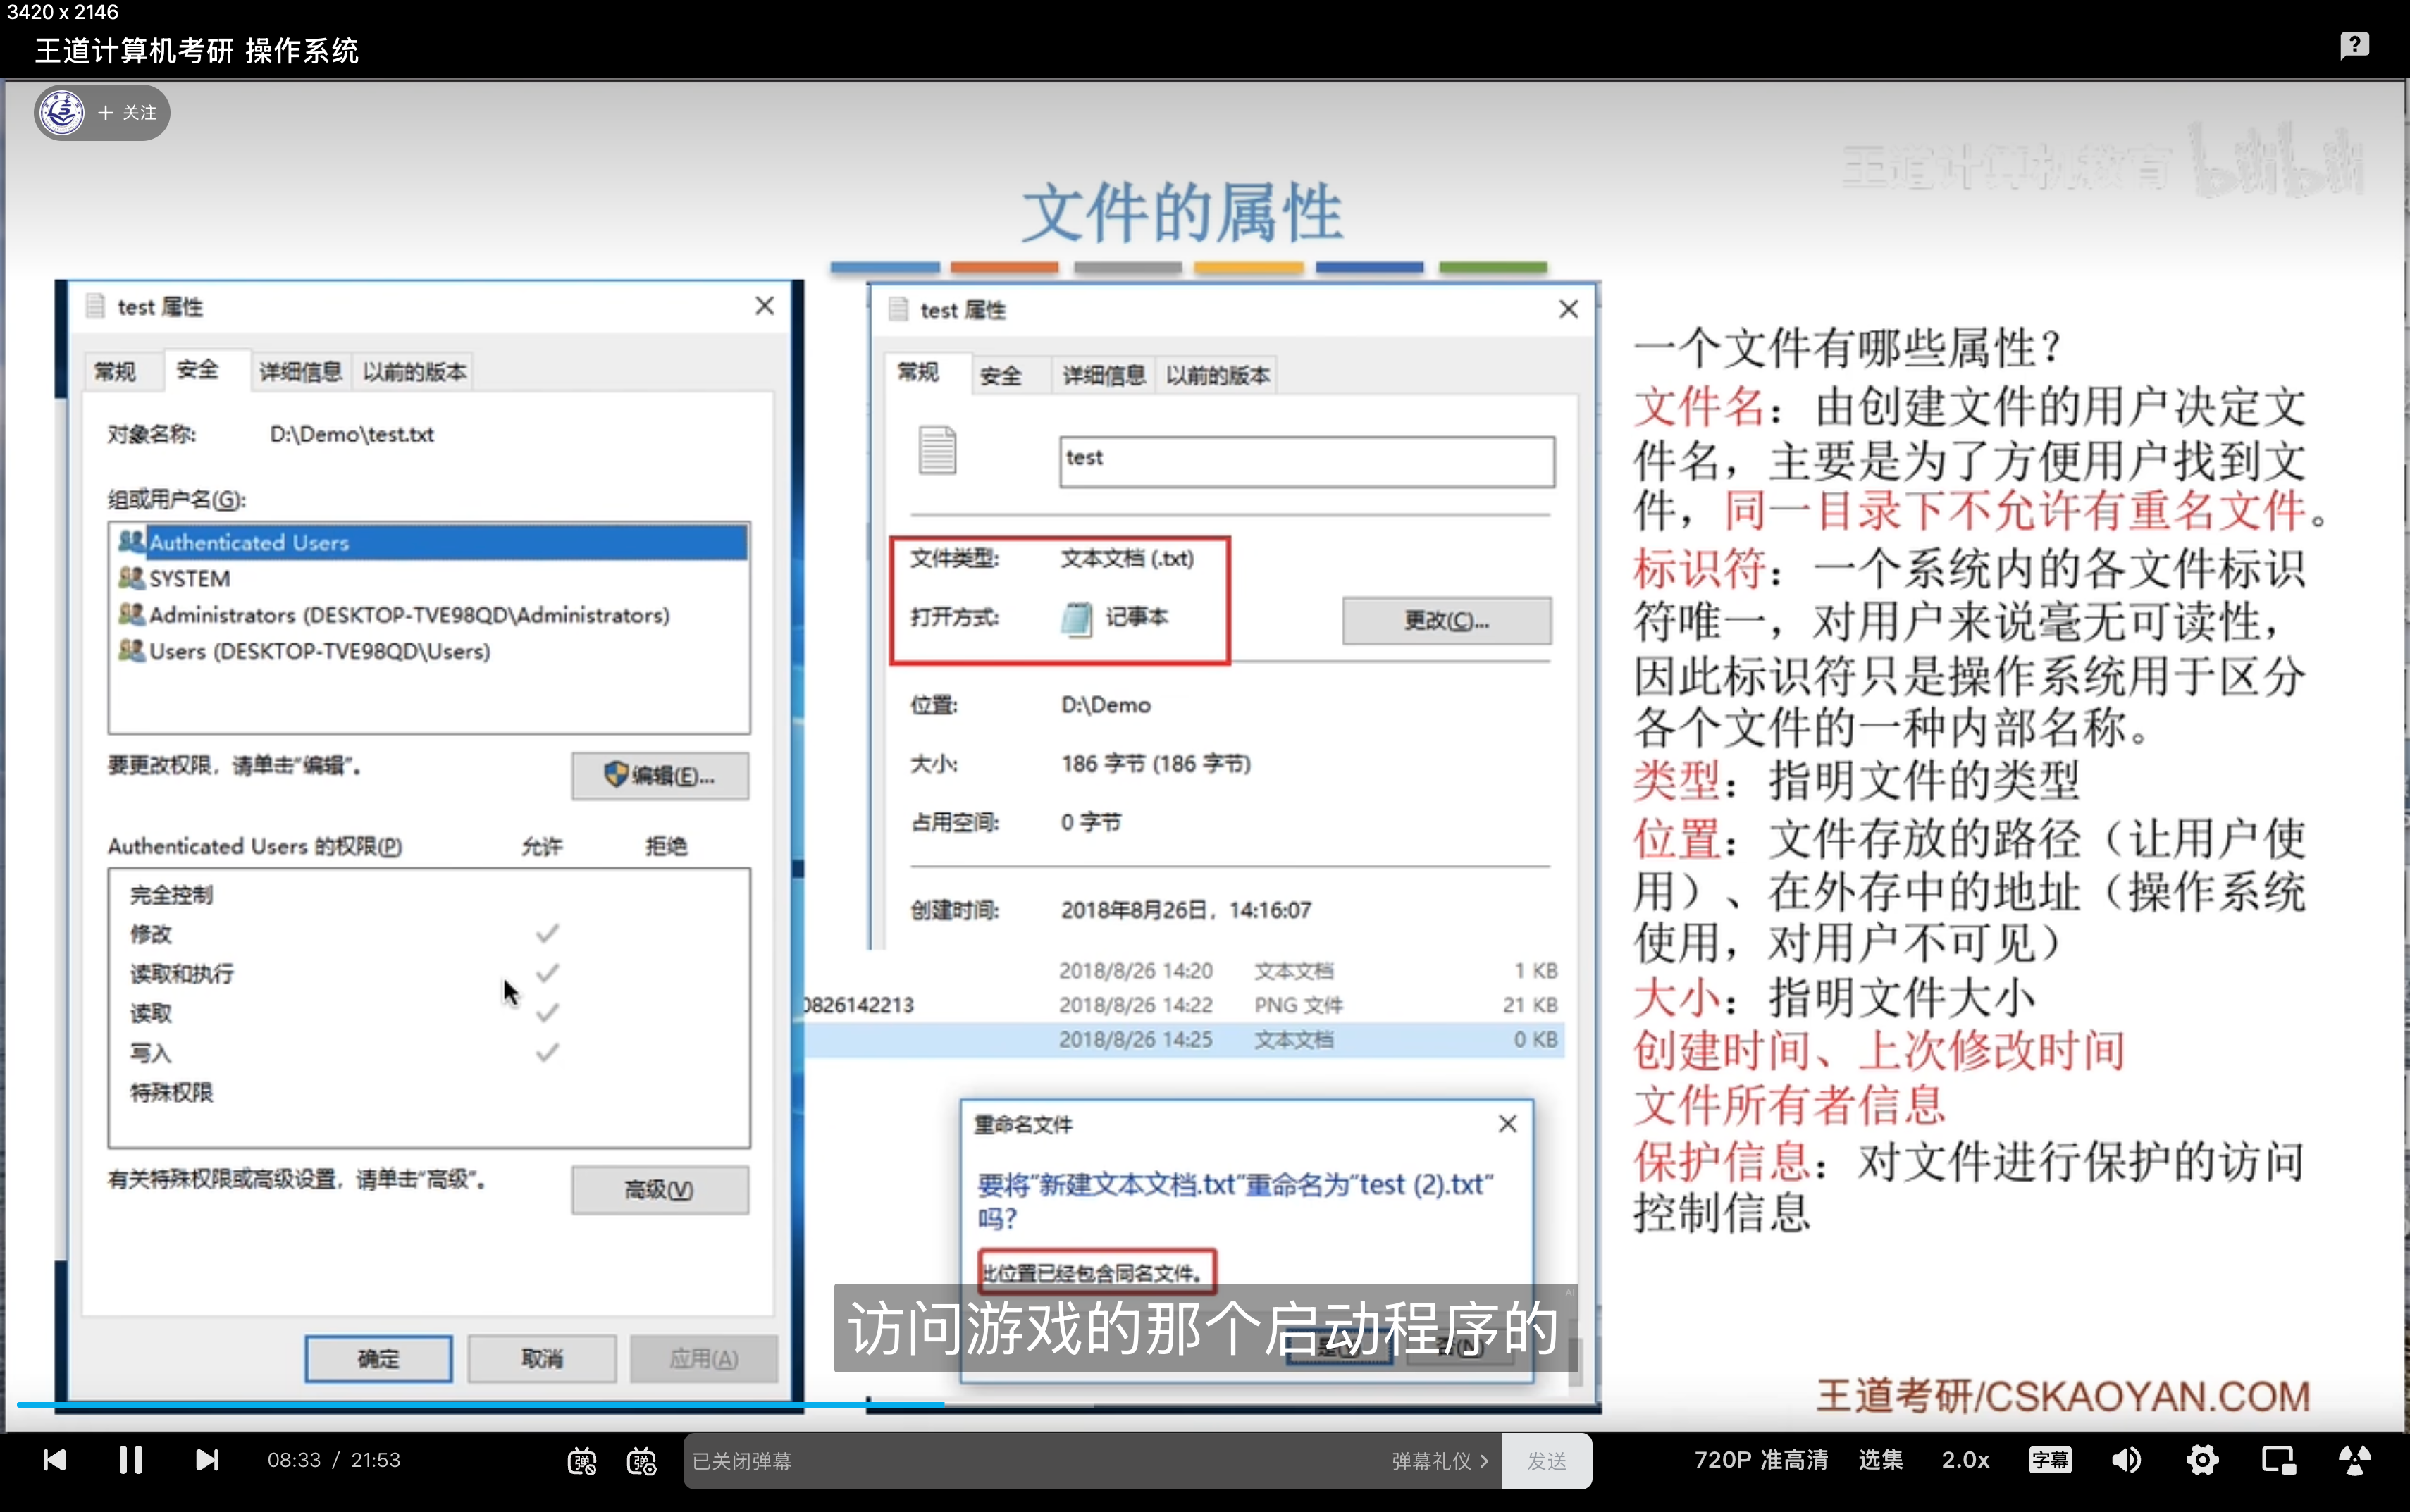 3420 x 2146
王道计算机考研 操作系统
+ 关注
王道计算机教育 bilibili
文件的属性
test 属性
常规 安全 详细信息 以前的版本
对象名称: D:\Demo\test.txt
组或用户名(G):
Authenticated Users
SYSTEM
Administrators (DESKTOP-TVE98QD\Administrators)
Users (DESKTOP-TVE98QD\Users)
要更改权限，请单击"编辑"。
编辑(E)...
Authenticated Users 的权限(P) 允许 拒绝
完全控制
修改
读取和执行
读取
写入
特殊权限
有关特殊权限或高级设置，请单击"高级"。
高级(V)
确定 取消 应用(A)
test 属性
常规 安全 详细信息 以前的版本
test
文件类型: 文本文档 (.txt)
打开方式: 记事本 更改(C)...
位置: D:\Demo
大小: 186 字节 (186 字节)
占用空间: 0 字节
创建时间: 2018年8月26日，14:16:07
2018/8/26 14:20 文本文档 1 KB
0826142213 2018/8/26 14:22 PNG 文件 21 KB
2018/8/26 14:25 文本文档 0 KB
重命名文件
要将"新建文本文档.txt"重命名为"test (2).txt"
吗?
此位置已经包含同名文件。
是(Y) 否(N)
访问游戏的那个启动程序的
AI
一个文件有哪些属性？
文件名：由创建文件的用户决定文
件名，主要是为了方便用户找到文
件，同一目录下不允许有重名文件。
标识符：一个系统内的各文件标识
符唯一，对用户来说毫无可读性，
因此标识符只是操作系统用于区分
各个文件的一种内部名称。
类型：指明文件的类型
位置：文件存放的路径（让用户使
用）、在外存中的地址（操作系统
使用，对用户不可见）
大小：指明文件大小
创建时间、上次修改时间
文件所有者信息
保护信息：对文件进行保护的访问
控制信息
王道考研/CSKAOYAN.COM
08:33 / 21:53
弹 弹
已关闭弹幕 弹幕礼仪 > 发送
720P 准高清 选集 2.0x 字幕